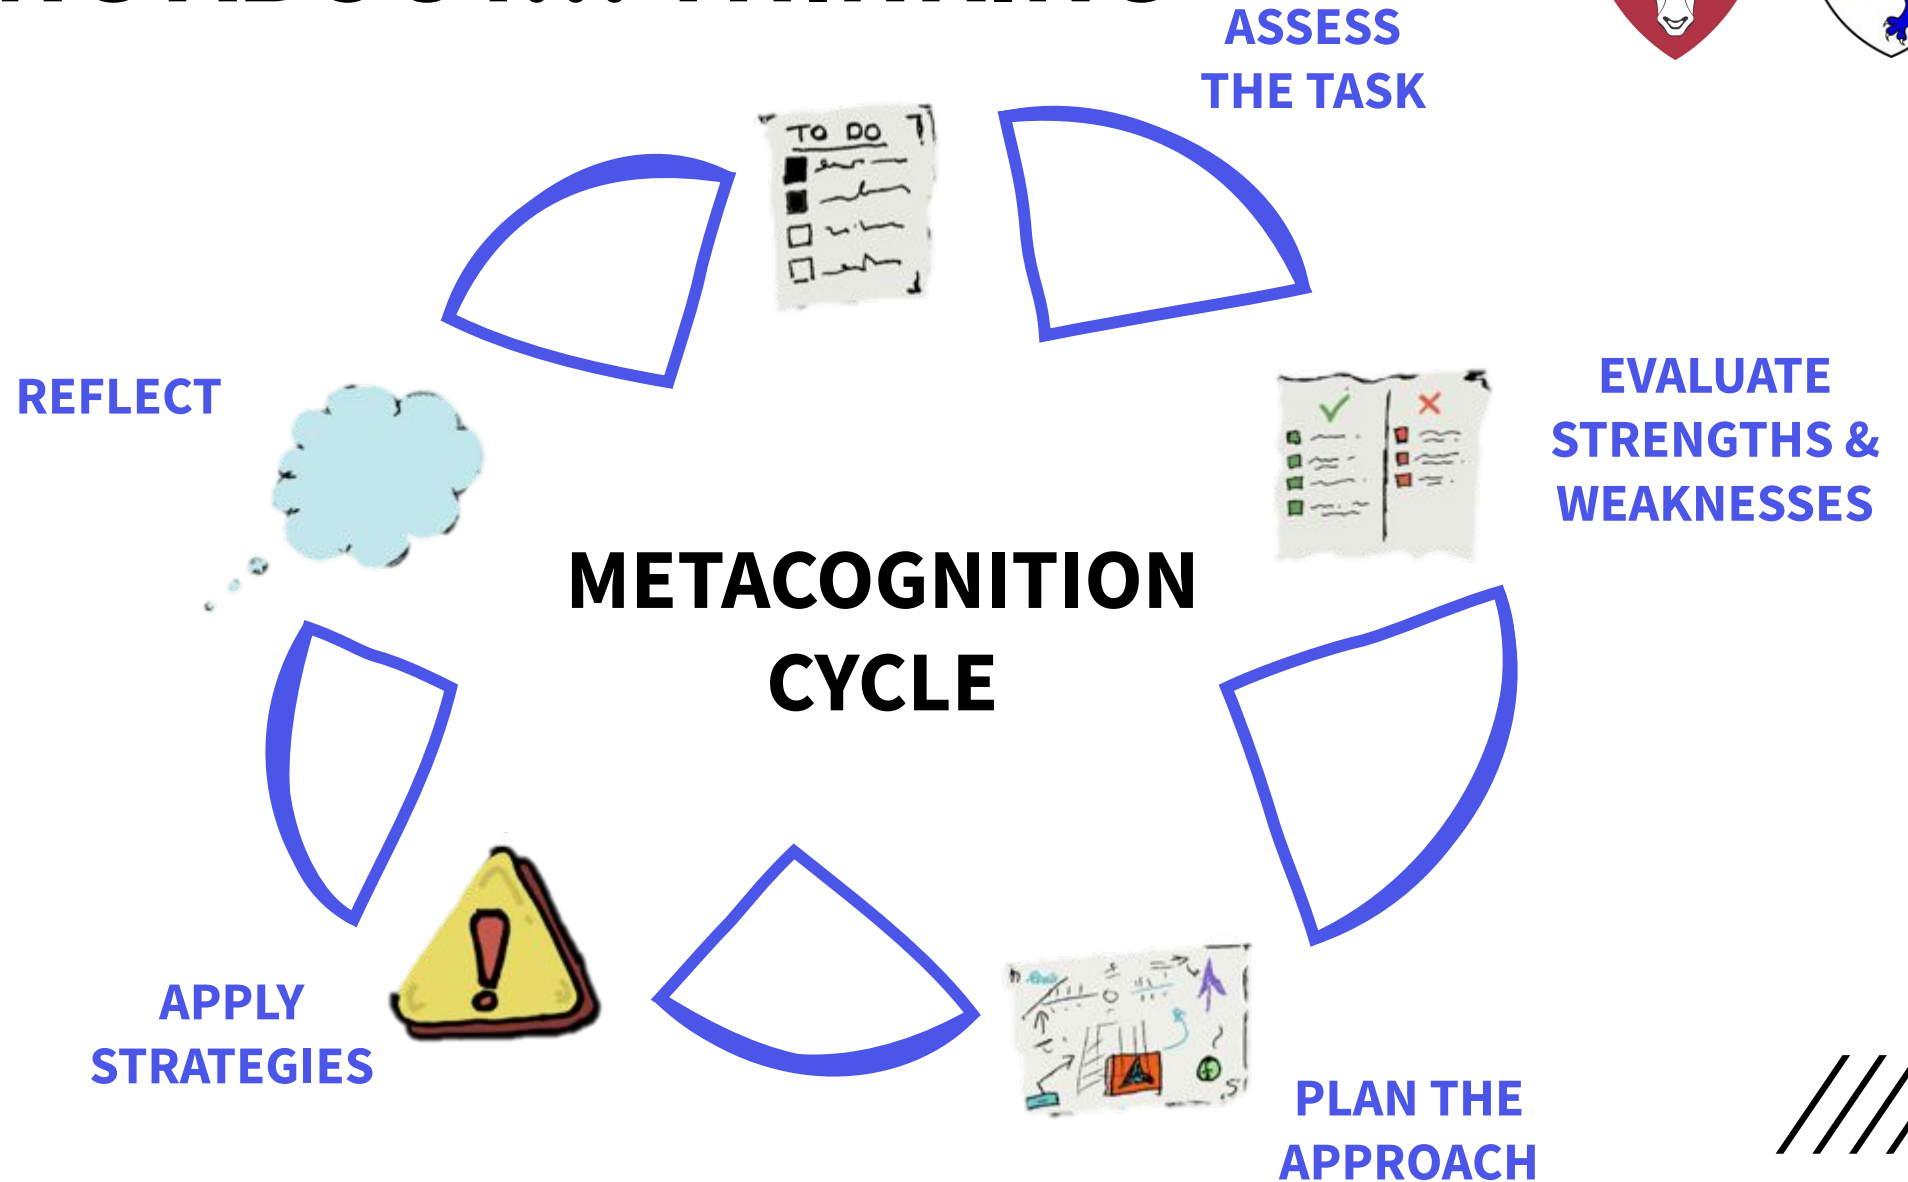 ASSESS
THE TASK
TO DO
REFLECT
EVALUATE
STRENGTHS &
WEAKNESSES
METACOGNITION
CYCLE
APPLY
STRATEGIES
PLAN THE
APPROACH